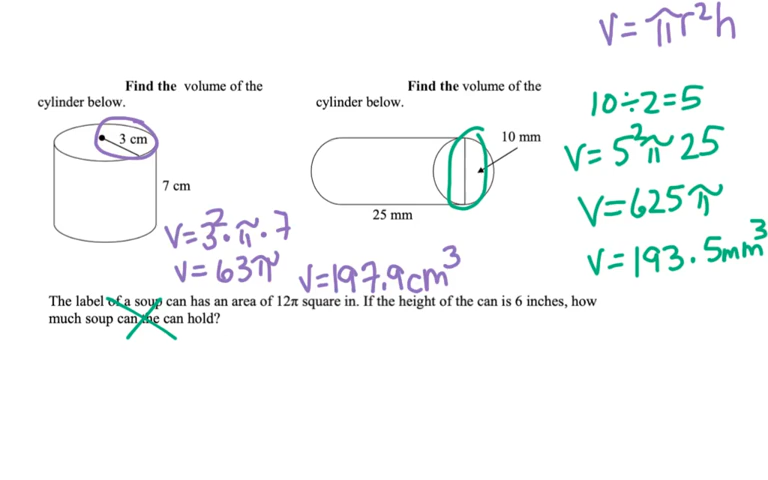 V = πr²h
Find the volume of the
cylinder below.
3 cm
7 cm
V = 3² · π · 7
V = 63π
V = 197.9 cm³
Find the volume of the
cylinder below.
10 mm
25 mm
10 ÷ 2 = 5
V = 5² π 25
V = 625π
V = 193.5 mm³
The label of a soup can has an area of 12π square in. If the height of the can is 6 inches, how
much soup can the can hold?